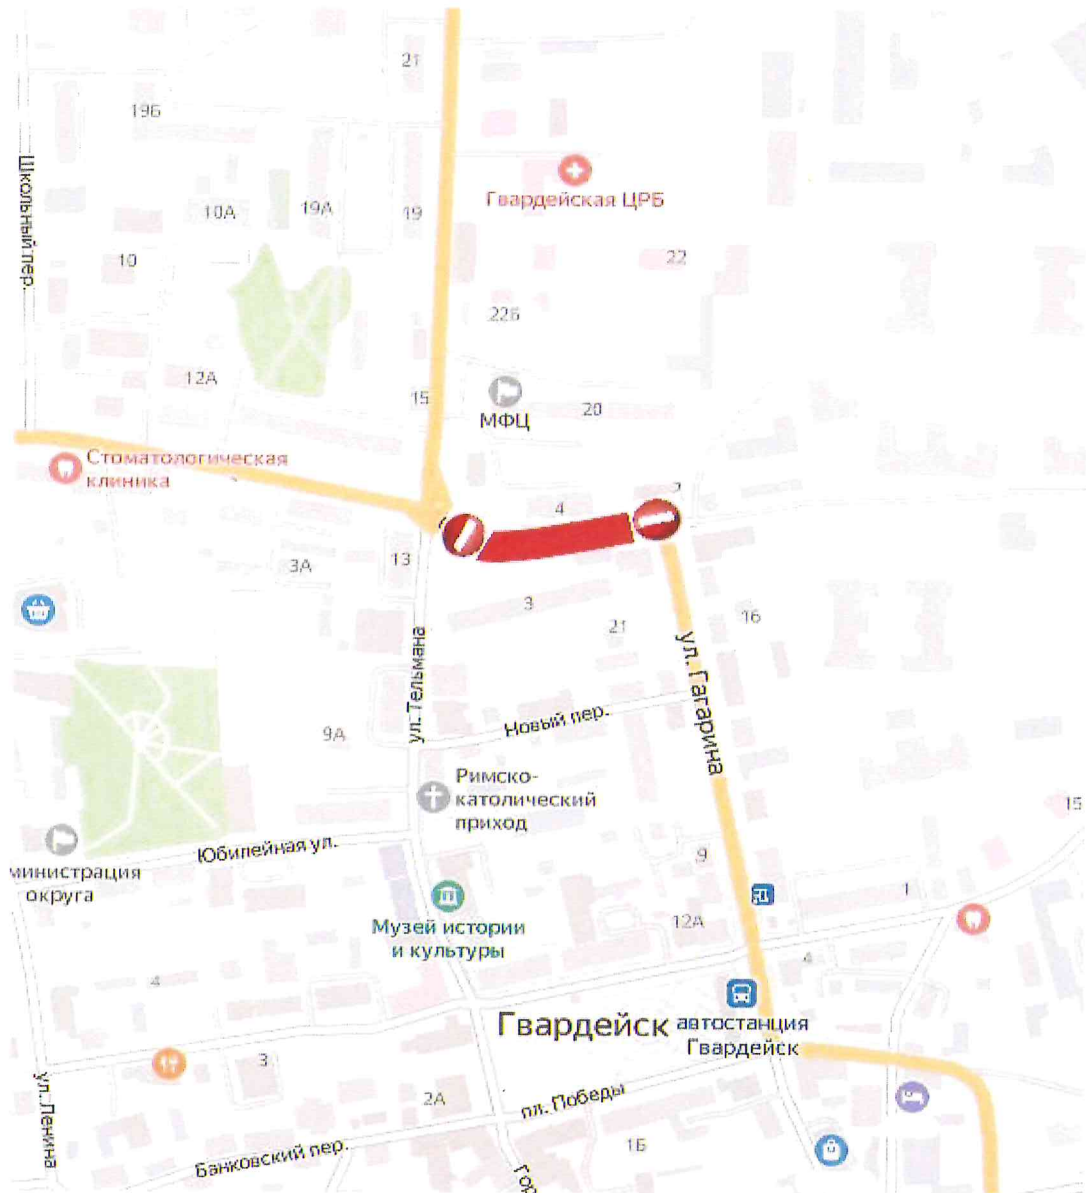 21
19Б
Школьный пер.
Гвардейская ЦРБ
10А
19А
19
10
22
22Б
12А
15
20
МФЦ
Стоматологическая
клиника
4
13
3А
3
21
16
ул. Тельмана
ул. Гагарина
Новый пер.
9А
Римско-
католический
приход
15
Юбилейная ул.
министрация
округа
9
1
12А
Музей истории
и культуры
4
4
Гвардейск
автостанция
Гвардейск
3
ул. Ленина
2А
пл. Победы
Банковский пер.
1Б
гор